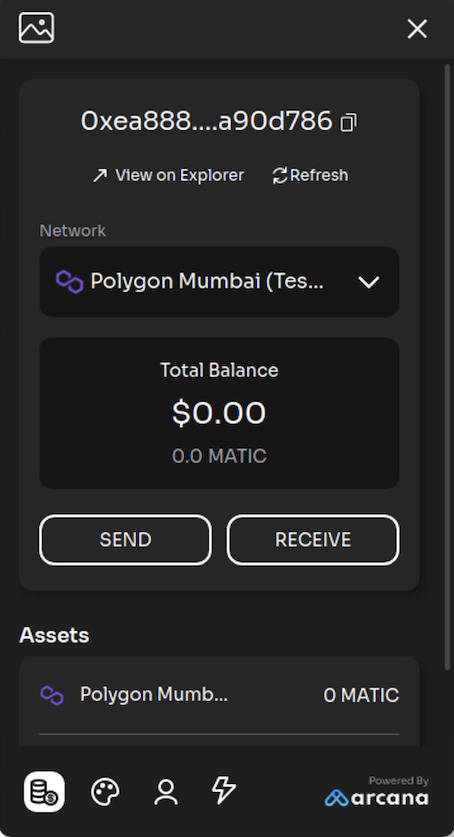 0xea888....a90d786
View on Explorer Refresh
Network
Polygon Mumbai (Tes...
Total Balance
$0.00
0.0 MATIC
SEND RECEIVE
Assets
Polygon Mumb... 0 MATIC
Powered By
arcana